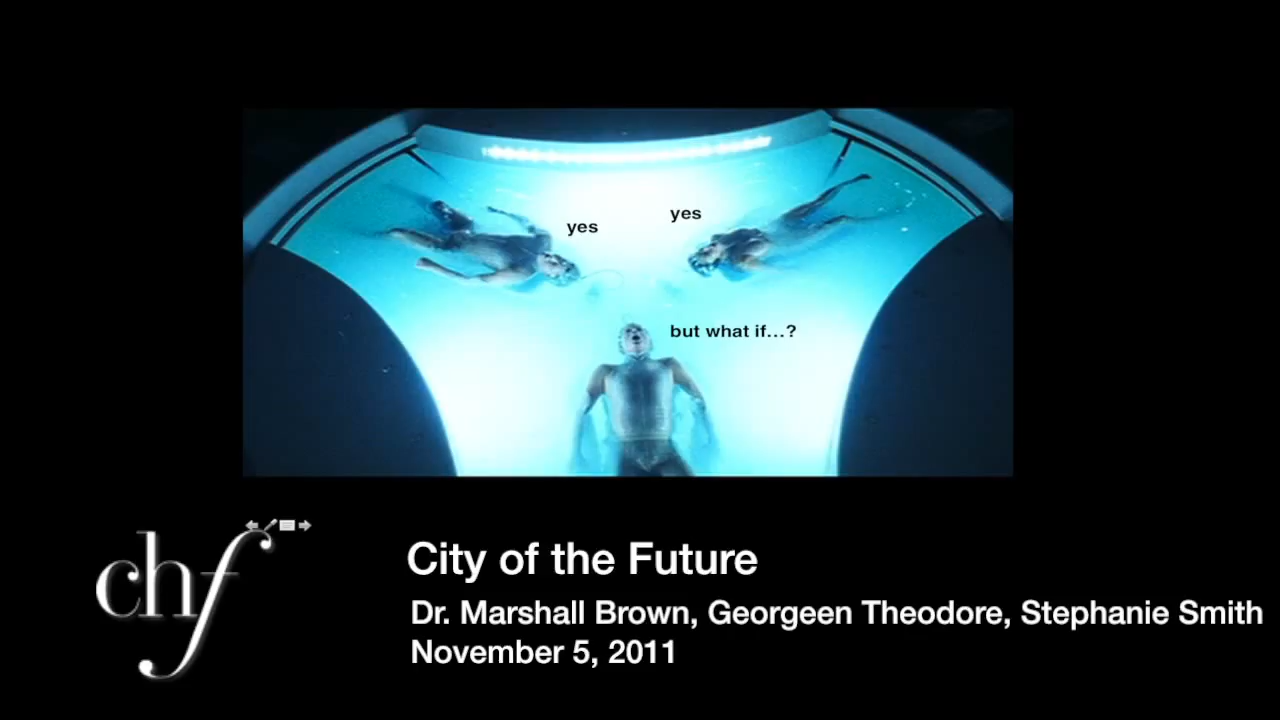 yes
yes
but what if...?
chf
City of the Future
Dr. Marshall Brown, Georgeen Theodore, Stephanie Smith
November 5, 2011